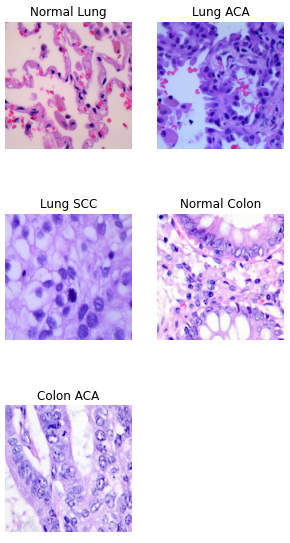 Normal Lung
Lung ACA
Lung SCC
Normal Colon
Colon ACA